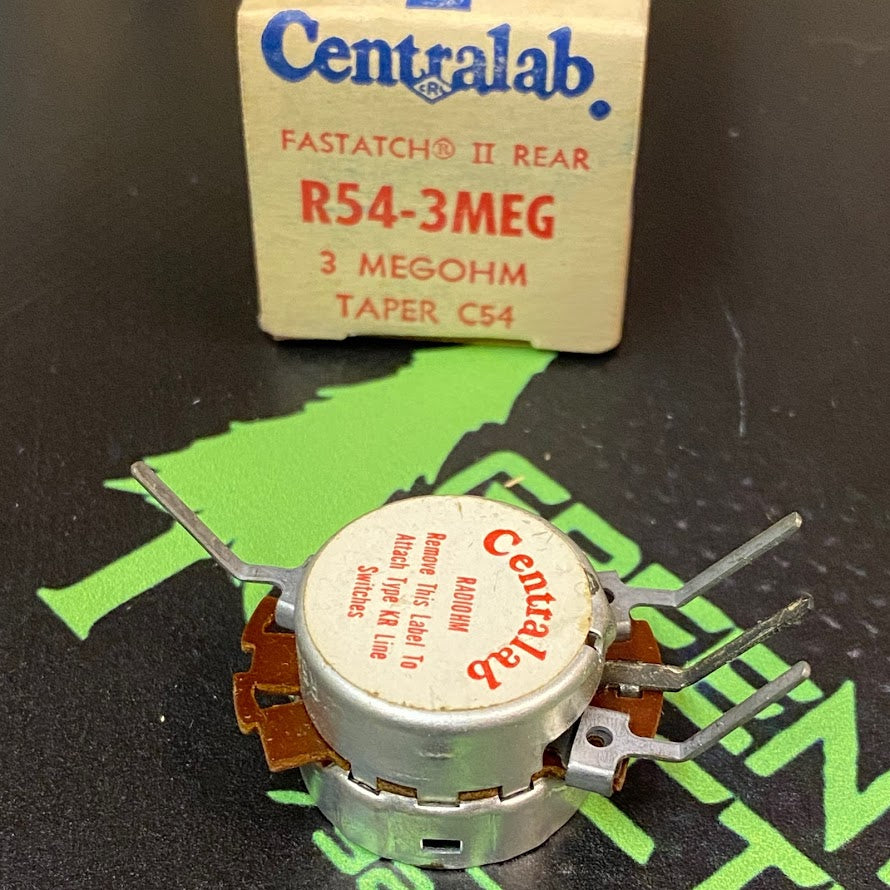 Centralab
CRL
FASTATCH® II REAR
R54-3MEG
3 MEGOHM
TAPER C54
Centralab
RADIOHM
Remove This Label To
Attach Type KR Line
Switches
GREEN